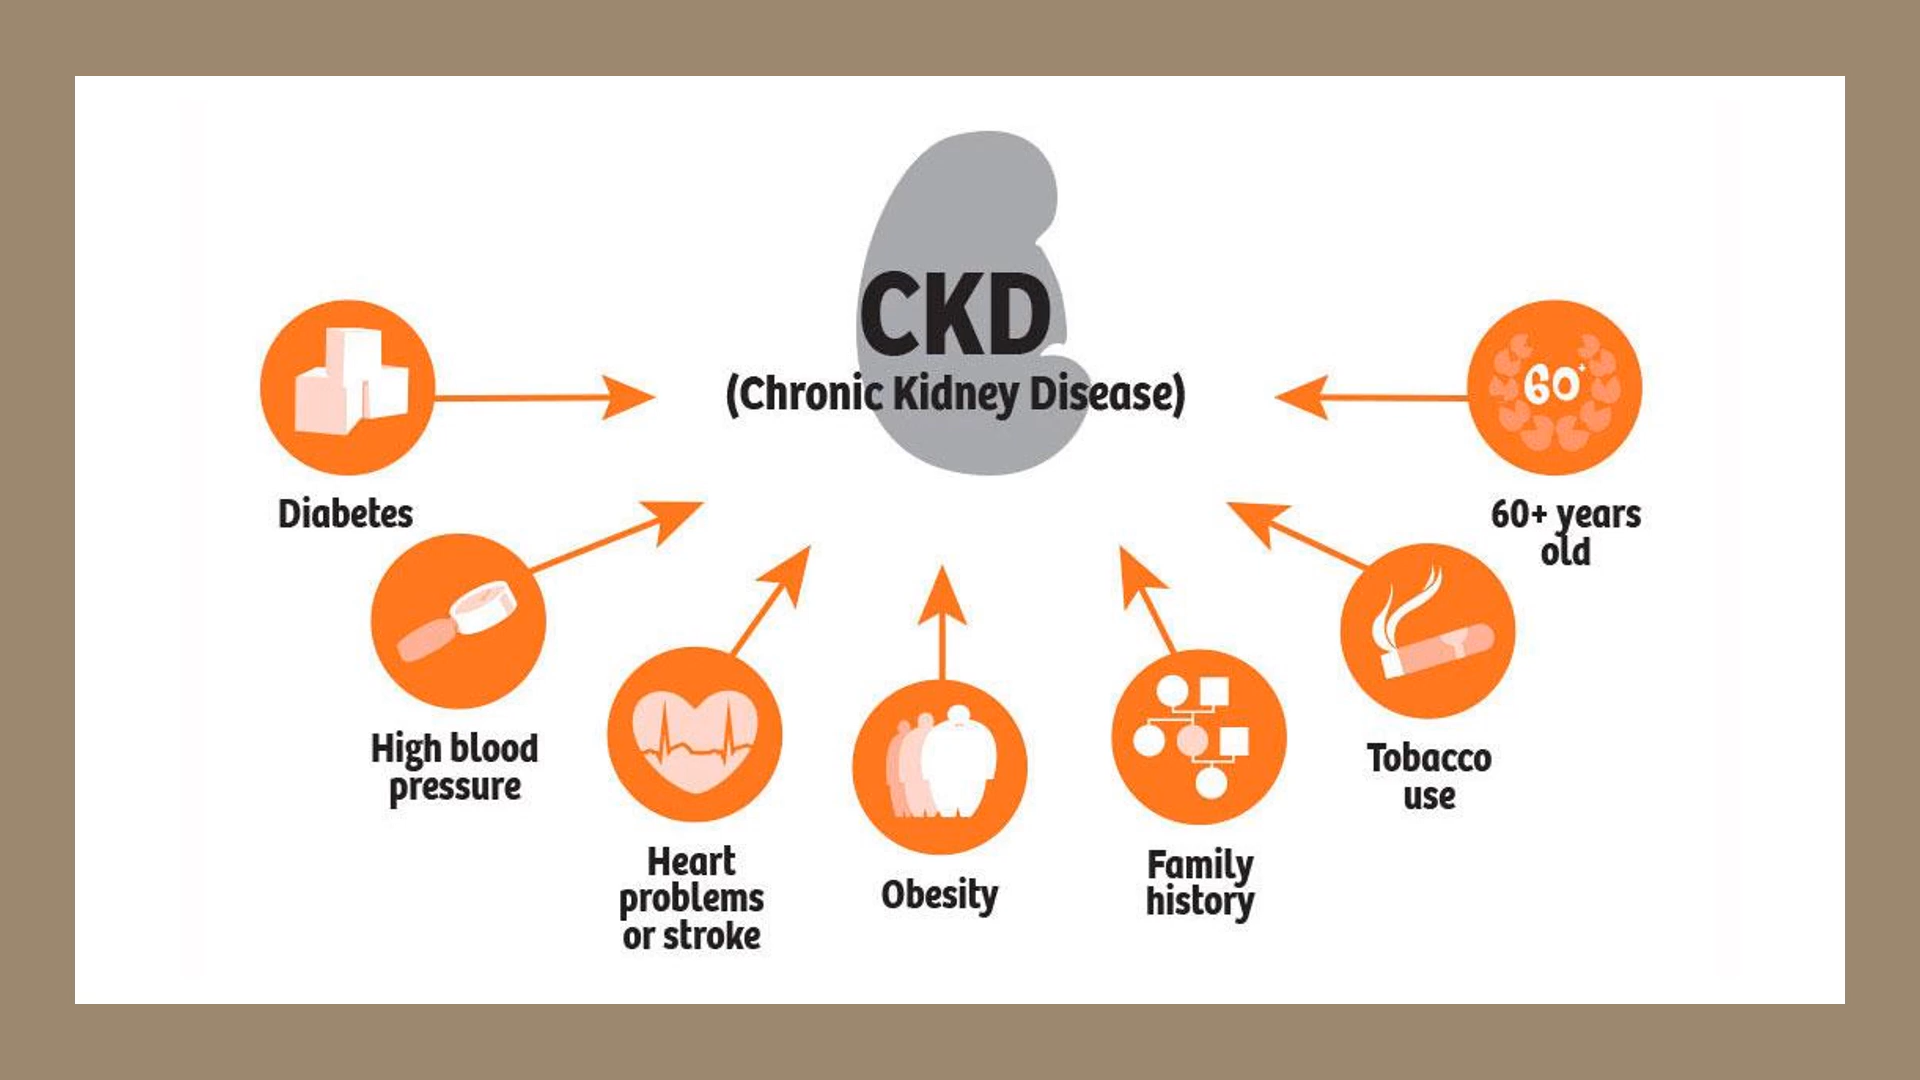 CKD
(Chronic Kidney Disease)
60+
Diabetes
60+ years
old
High blood
pressure
Tobacco
use
Heart
problems
or stroke
Obesity
Family
history